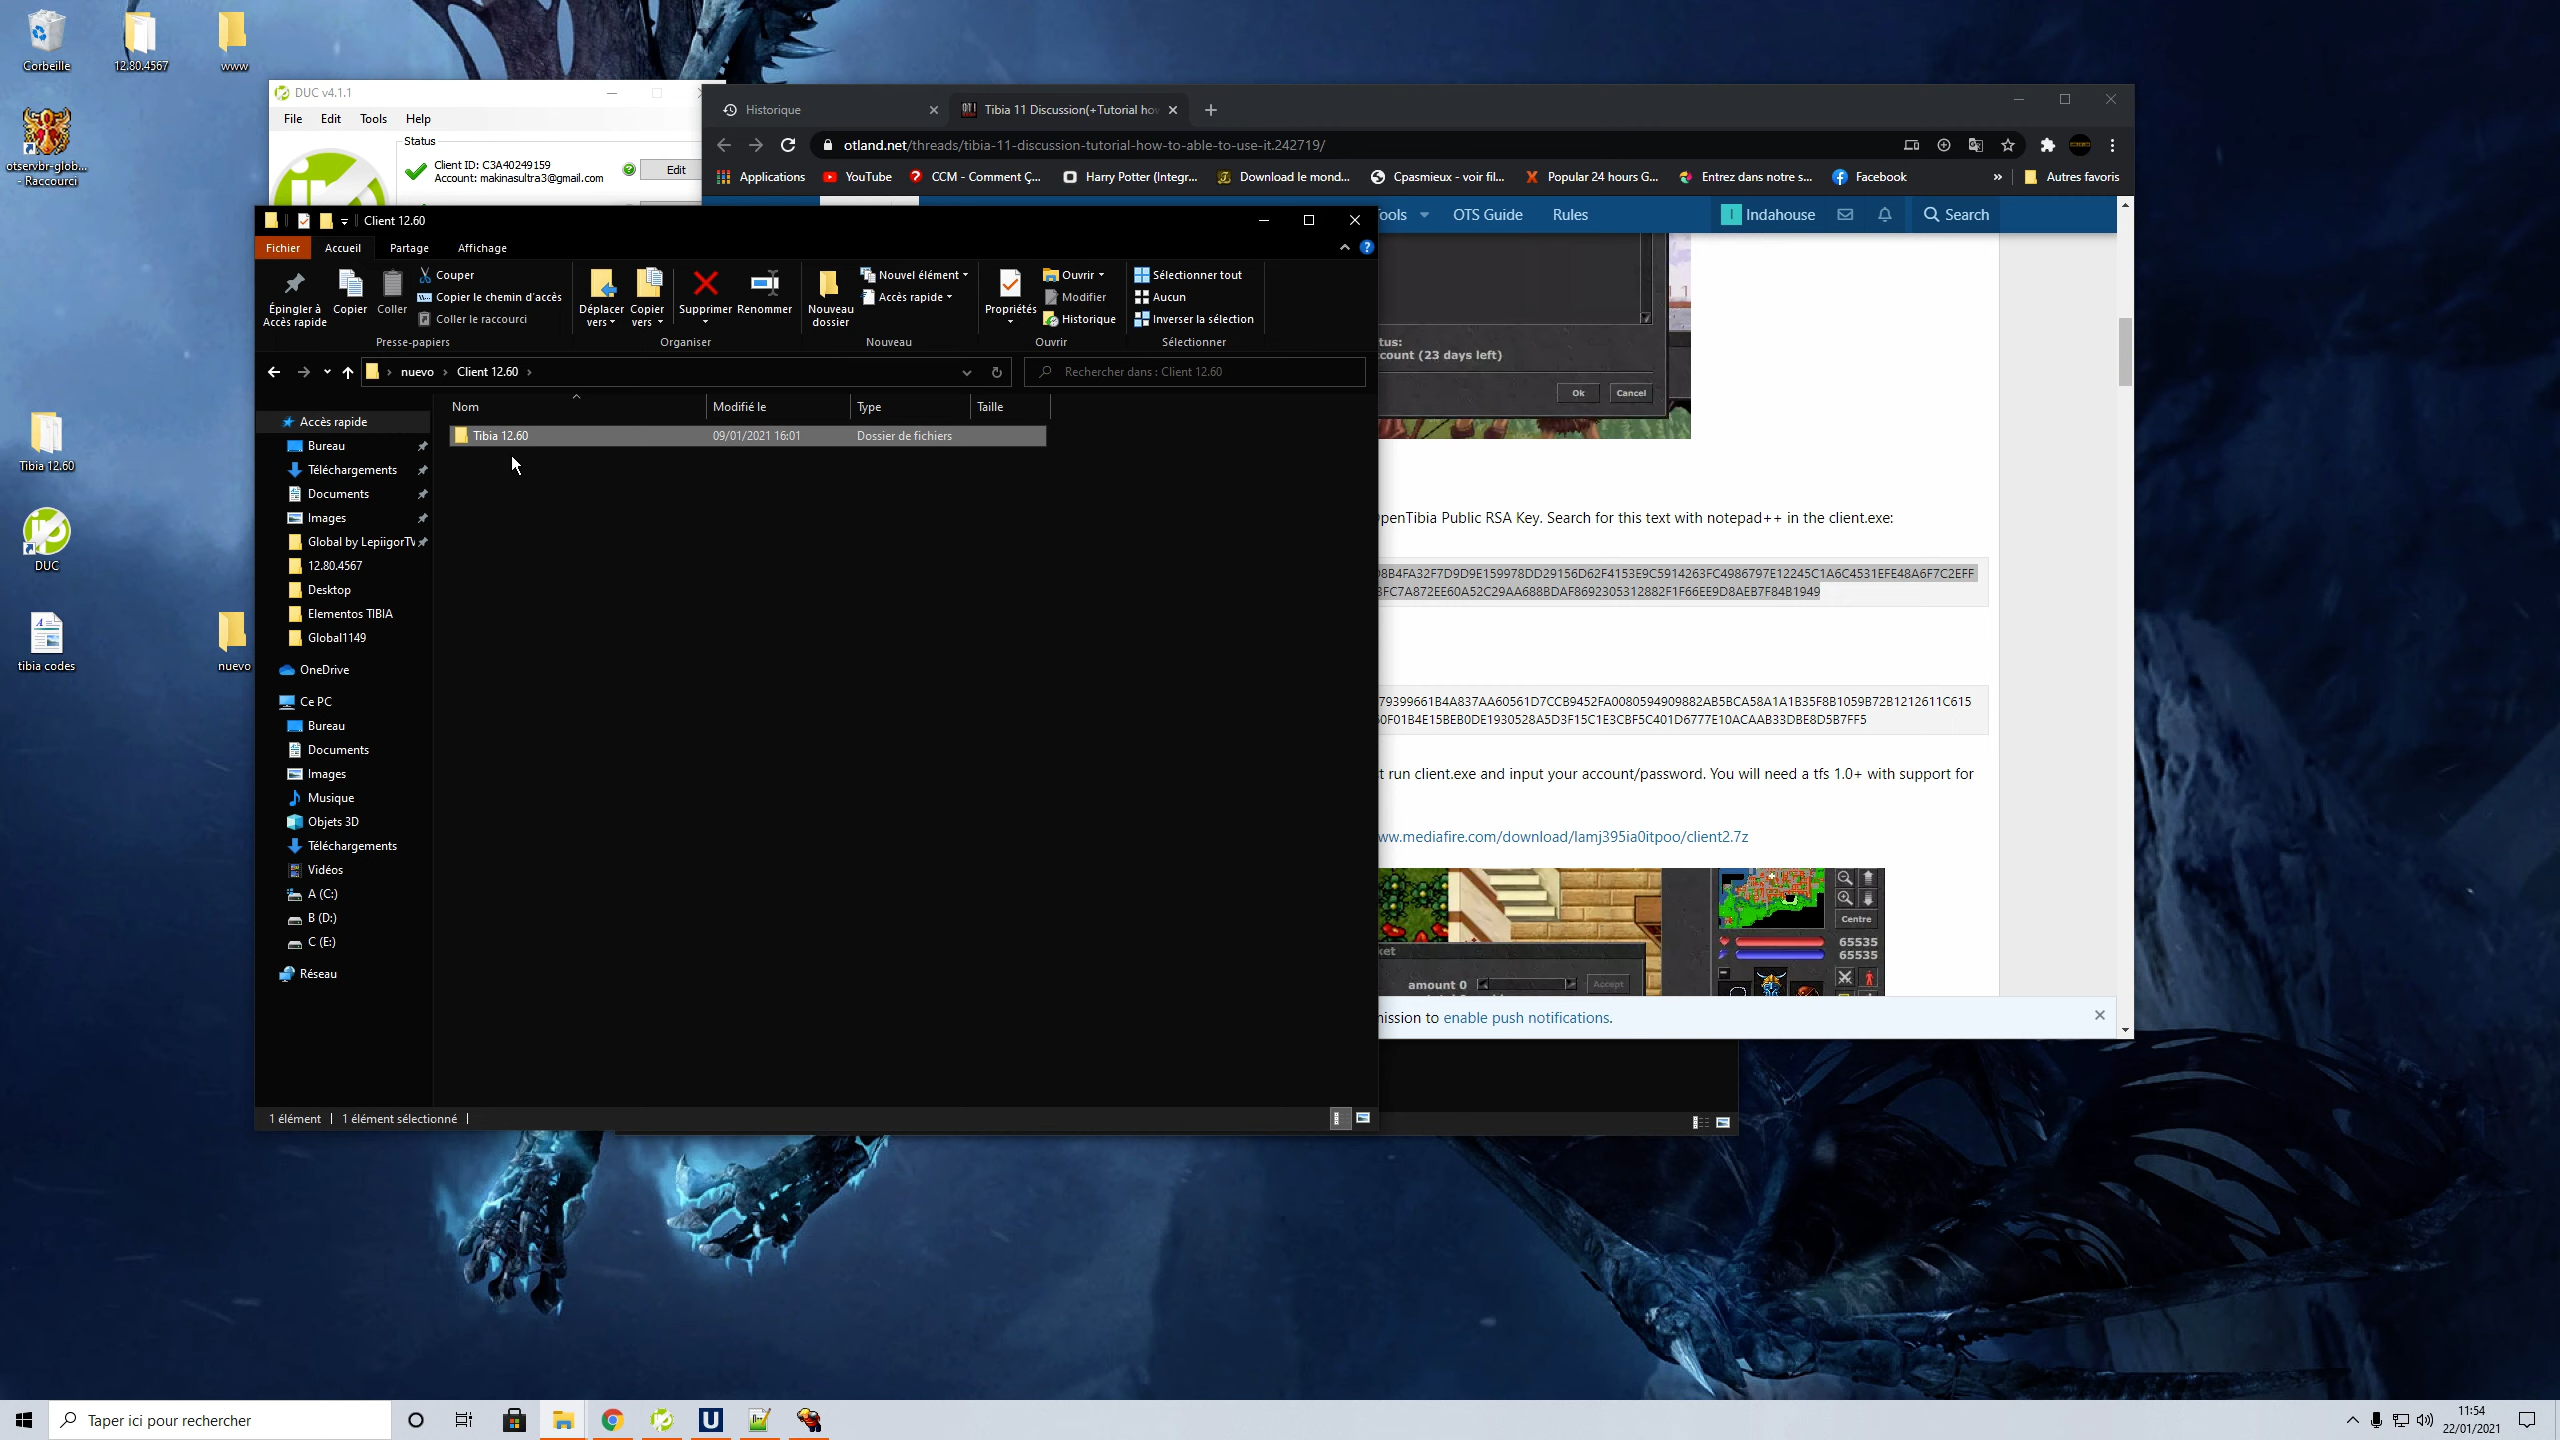 Corbeille
12.80.4567
www
otservbr-glob...
- Raccourci
Tibia 12.60
DUC
tibia codes
nuevo
DUC v4.1.1
File Edit Tools Help
Status
Client ID: C3A40249159
Account: makinasultra3@gmail.com
Edit
Historique
Tibia 11 Discussion(+Tutorial how
otland.net/threads/tibia-11-discussion-tutorial-how-to-able-to-use-it.242719/
Applications YouTube CCM - Comment Ç... Harry Potter (Integr... Download le mond... Cpasmieux - voir fil... Popular 24 hours G... Entrez dans notre s... Facebook » Autres favoris
ools OTS Guide Rules I Indahouse Search
tus:
count (23 days left)
Ok Cancel
penTibia Public RSA Key. Search for this text with notepad++ in the client.exe:
8B4FA32F7D9D9E159978DD29156D62F4153E9C5914263FC4986797E12245C1A6C4531EFE48A6F7C2EFF
FC7A872EE60A52C29AA688BDAF8692305312882F1F66EE9D8AEB7F84B1949
79399661B4A837AA60561D7CCB9452FA0080594909882AB5BCA58A1A1B35F8B1059B72B1212611C615
0F01B4E15BEB0DE1930528A5D3F15C1E3CBF5C401D6777E10ACAAB33DBE8D5B7FF5
t run client.exe and input your account/password. You will need a tfs 1.0+ with support for
ww.mediafire.com/download/lamj395ia0itpoo/client2.7z
Centre
65535
65535
ket
amount 0
Accept
mission to enable push notifications.
Client 12.60
Fichier Accueil Partage Affichage
Épingler à
Accès rapide
Copier
Coller
Couper
Copier le chemin d'accès
Coller le raccourci
Presse-papiers
Déplacer
vers
Copier
vers
Supprimer
Renommer
Organiser
Nouveau
dossier
Nouvel élément
Accès rapide
Nouveau
Propriétés
Ouvrir
Modifier
Historique
Ouvrir
Sélectionner tout
Aucun
Inverser la sélection
Sélectionner
nuevo › Client 12.60 ›
Rechercher dans : Client 12.60
Nom Modifié le Type Taille
Tibia 12.60 09/01/2021 16:01 Dossier de fichiers
Accès rapide
Bureau
Téléchargements
Documents
Images
Global by LepiigorTV
12.80.4567
Desktop
Elementos TIBIA
Global1149
OneDrive
Ce PC
Bureau
Documents
Images
Musique
Objets 3D
Téléchargements
Vidéos
A (C:)
B (D:)
C (E:)
Réseau
1 élément 1 élément sélectionné
Taper ici pour rechercher
11:54
22/01/2021